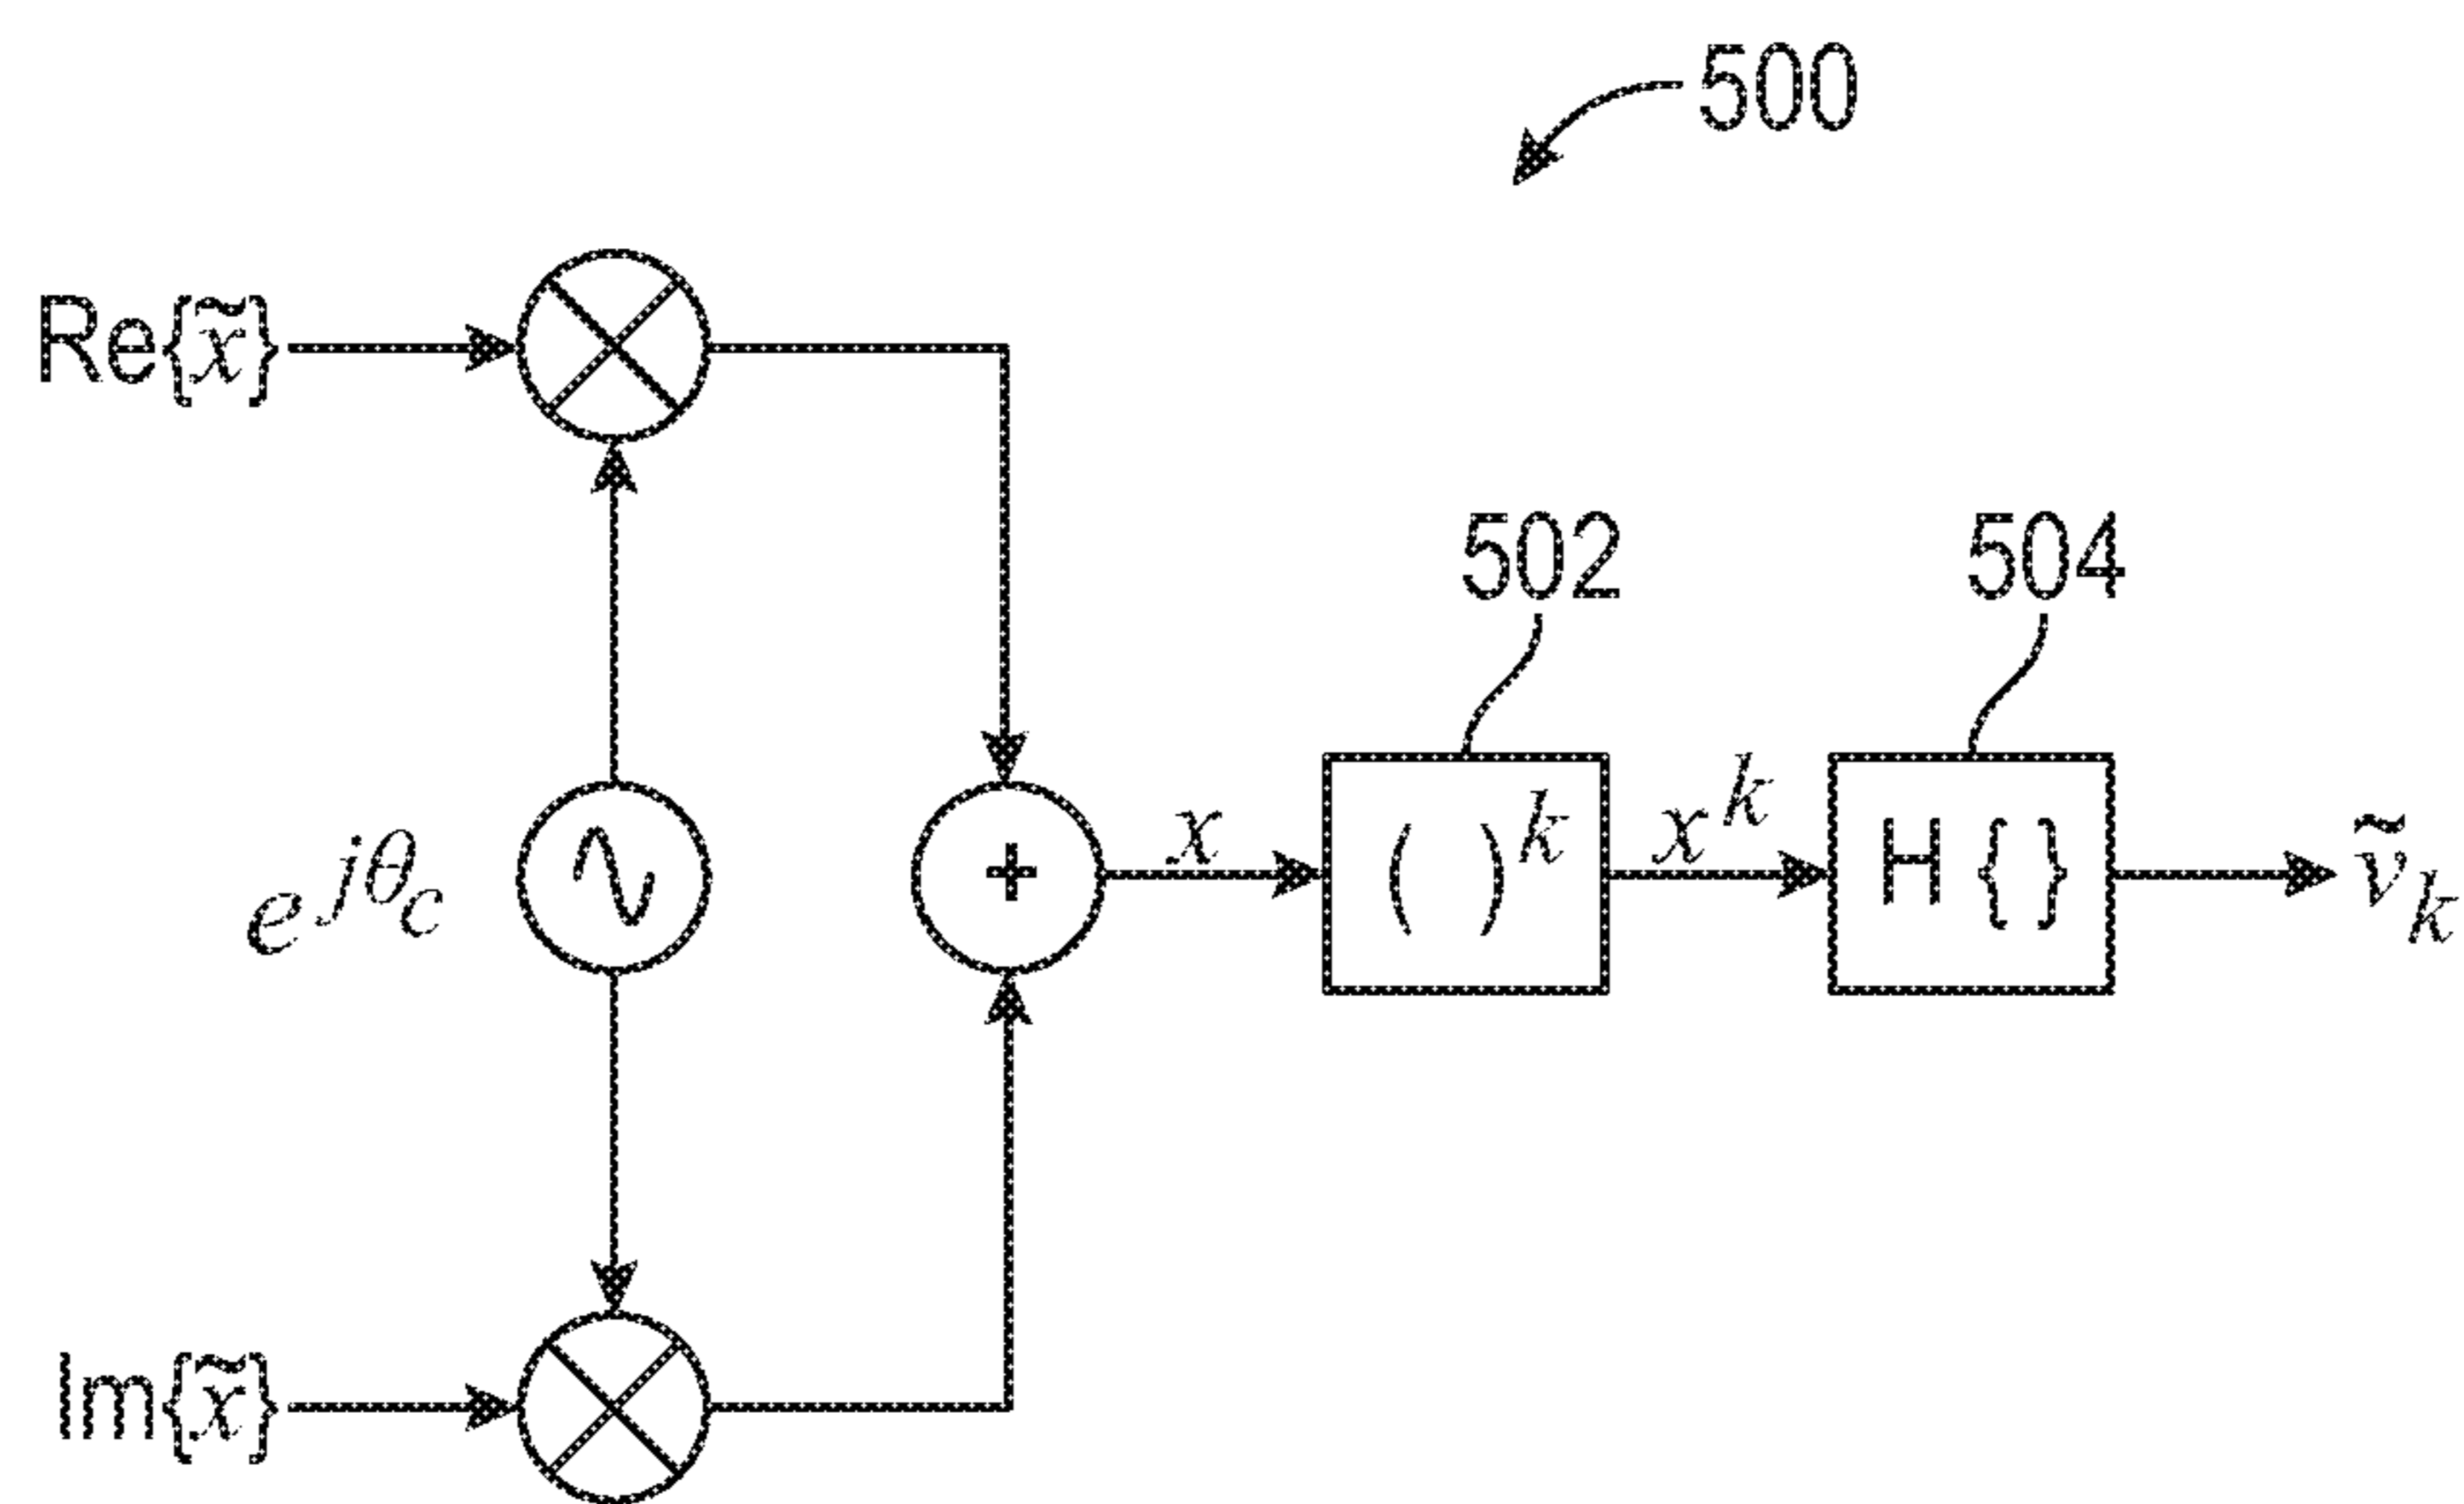 500
Re{x̃}
502
504
e^{jθ_c}
+
x
( )^k
x^k
H { }
ṽ_k
Im{x̃}